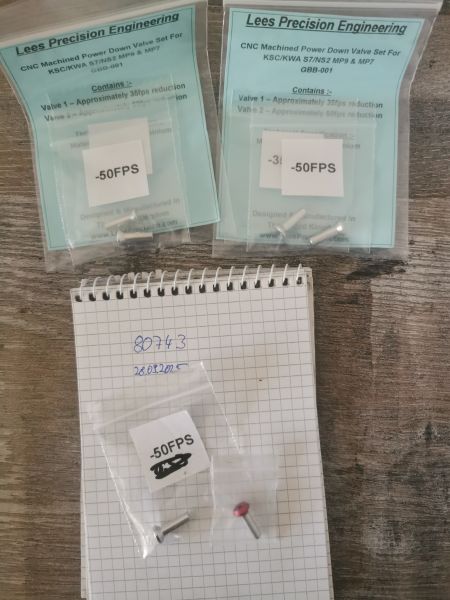 Lees Precision Engineering
CNC Machined Power Down Valve Set For
KSC/KWA S7/NS2 MP9 & MP7
GBB-001
Contains :-
Valve 1 – Approximately 35fps reduction
-50FPS
Designed & Manufactured in
Lees Precision Engineering
CNC Machined Power Down Valve Set For
KSC/KWA S7/NS2 MP9 & MP7
GBB-001
Contains :-
Valve 1 – Approximately 35fps reduction
Valve 2 – Approximately 50fps reduction
-50FPS
Designed & Manufactured in
80743
28.03.2025
-50FPS